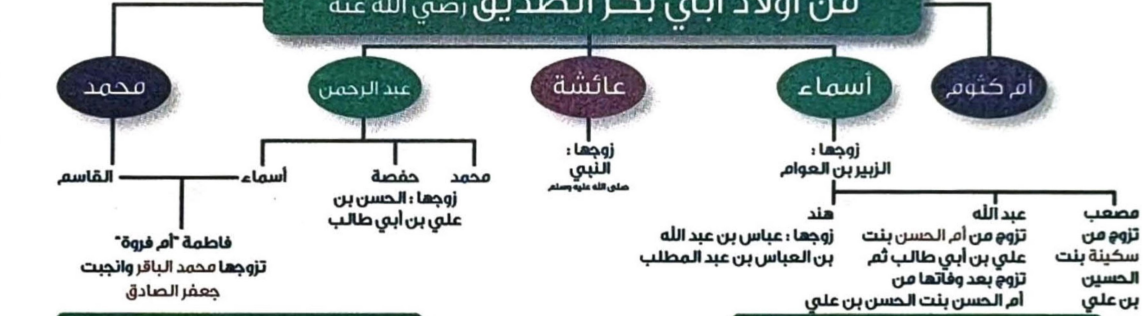 من أولاد أبي بكر الصديق رضي الله عنه
أم كثوم
أسماء
عائشة
عبد الرحمن
محمد
زوجها :
الزبير بن العوام
زوجها :
النبي
صلى الله عليه وسلم
محمد
حفصة
أسماء
القاسم
زوجها : الحسن بن
علي بن أبي طالب
مصعب
تزوج من
سكينة بنت
الحسين
بن علي
عبد الله
تزوج من أم الحسن بنت
علي بن أبي طالب ثم
تزوج بعد وفاتها من
أم الحسن بنت الحسن بن علي
هند
زوجها : عباس بن عبد الله
بن العباس بن عبد المطلب
فاطمة "أم فروة"
تزوجها محمد الباقر وانجبت
جعفر الصادق